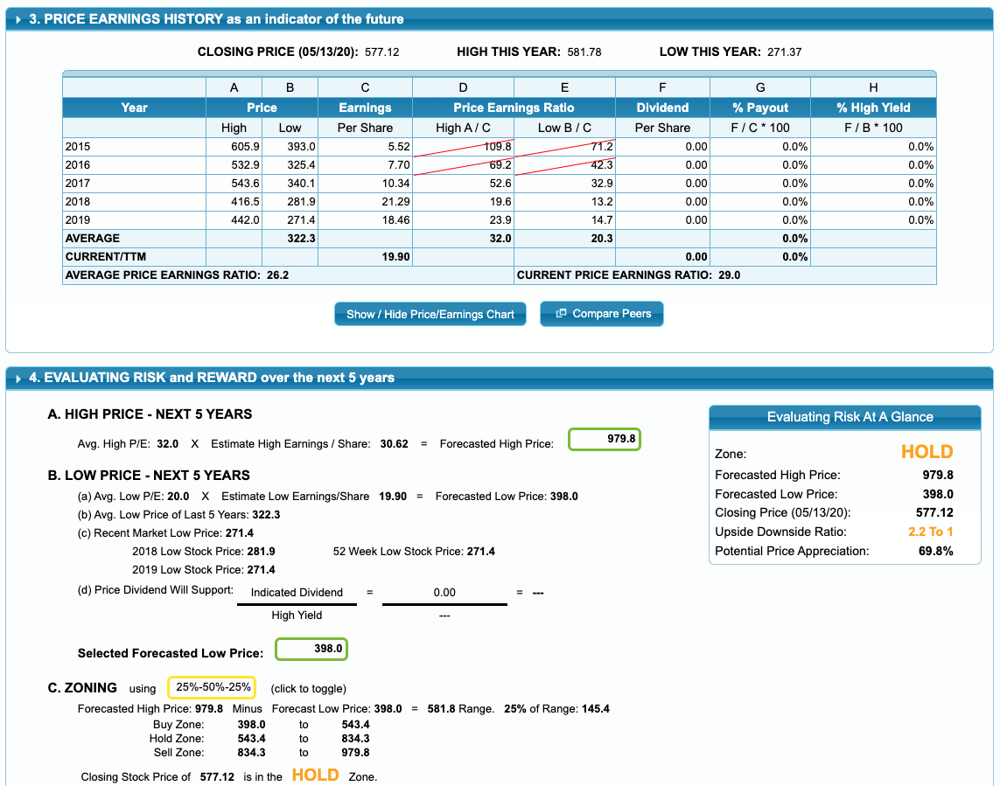 3. PRICE EARNINGS HISTORY as an indicator of the future
CLOSING PRICE (05/13/20): 577.12 HIGH THIS YEAR: 581.78 LOW THIS YEAR: 271.37
A B C D E F G H
Year Price Earnings Price Earnings Ratio Dividend % Payout % High Yield
High Low Per Share High A / C Low B / C Per Share F / C * 100 F / B * 100
2015 605.9 393.0 5.52 109.8 71.2 0.00 0.0% 0.0%
2016 532.9 325.4 7.70 69.2 42.3 0.00 0.0% 0.0%
2017 543.6 340.1 10.34 52.6 32.9 0.00 0.0% 0.0%
2018 416.5 281.9 21.29 19.6 13.2 0.00 0.0% 0.0%
2019 442.0 271.4 18.46 23.9 14.7 0.00 0.0% 0.0%
AVERAGE 322.3 32.0 20.3 0.0%
CURRENT/TTM 19.90 0.00 0.0%
AVERAGE PRICE EARNINGS RATIO: 26.2 CURRENT PRICE EARNINGS RATIO: 29.0
Show / Hide Price/Earnings Chart Compare Peers
4. EVALUATING RISK and REWARD over the next 5 years
A. HIGH PRICE - NEXT 5 YEARS
Avg. High P/E: 32.0 X Estimate High Earnings / Share: 30.62 = Forecasted High Price: 979.8
B. LOW PRICE - NEXT 5 YEARS
(a) Avg. Low P/E: 20.0 X Estimate Low Earnings/Share 19.90 = Forecasted Low Price: 398.0
(b) Avg. Low Price of Last 5 Years: 322.3
(c) Recent Market Low Price: 271.4
2018 Low Stock Price: 281.9 52 Week Low Stock Price: 271.4
2019 Low Stock Price: 271.4
(d) Price Dividend Will Support: Indicated Dividend = 0.00 = ---
High Yield ---
Selected Forecasted Low Price: 398.0
C. ZONING using 25%-50%-25% (click to toggle)
Forecasted High Price: 979.8 Minus Forecast Low Price: 398.0 = 581.8 Range. 25% of Range: 145.4
Buy Zone: 398.0 to 543.4
Hold Zone: 543.4 to 834.3
Sell Zone: 834.3 to 979.8
Closing Stock Price of 577.12 is in the HOLD Zone.
Evaluating Risk At A Glance
Zone: HOLD
Forecasted High Price: 979.8
Forecasted Low Price: 398.0
Closing Price (05/13/20): 577.12
Upside Downside Ratio: 2.2 To 1
Potential Price Appreciation: 69.8%